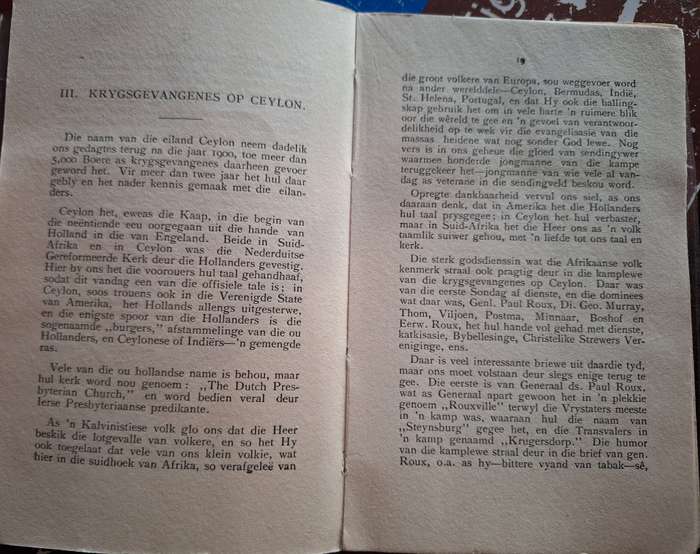 III. KRYGSGEVANGENES OP CEYLON.
Die naam van die eiland Ceylon neem dadelik
ons gedagtes terug na die jaar 1900, toe meer dan
5,000 Boere as krygsgevangenes daarheen gevoer
geword het. Vir meer dan twee jaar het hul daar
gebly en het nader kennis gemaak met die eilan-
ders.
Ceylon het, eweas die Kaap, in die begin van
die neëntiende eeu oorgegaan uit die hande van
Holland in die van Engeland. Beide in Suid-
Afrika en in Ceylon was die Nederduitse
Gereformeerde Kerk deur die Hollanders gevestig.
Hier by ons het die voorouers hul taal gehandhaaf,
sodat dit vandag een van die offisiele tale is; in
Ceylon, soos trouens ook in die Verenigde State
van Amerika, het Hollands allengs uitgesterwe,
en die enigste spoor van die Hollanders is die
sogenaamde „burgers,” afstammelinge van die ou
Hollanders, en Ceylonese of Indiërs—'n gemengde
ras.
Vele van die ou hollandse name is behou, maar
hul kerk word nou genoem: „The Dutch Pres-
byterian Church,” en word bedien veral deur
Ierse Presbyteriaanse predikante.
As 'n Kalvinistiese volk glo ons dat die Heer
beskik die lotgevalle van volkere, en so het Hy
ook toegelaat dat vele van ons klein volkie, wat
hier in die suidhoek van Afrika, so verafgeleë van
19
die groot volkere van Europa, sou weggevoer word
na ander werelddele—Ceylon, Bermudas, Indië,
St. Helena, Portugal, en dat Hy ook die balling-
skap gebruik het om in vele harte 'n ruimere blik
oor die wêreld te gee en 'n gevoel van verantwoor-
delikheid op te wek vir die evangelisasie van die
massas heidene wat nog sonder God lewe. Nog
vers is in ons geheue die gloed van sendingywer
waarmee honderde jongmanne van die kampe
teruggekeer het—jongmanne van wie vele al van-
dag as veterane in die sendingveld beskou word.
Opregte dankbaarheid vervul ons siel, as ons
daaraan denk, dat in Amerika het die Hollanders
hul taal prysgegee; in Ceylon het hul verbaster,
maar in Suid-Afrika het die Heer ons as 'n volk
taamlik suiwer gehou, met 'n liefde tot ons taal en
kerk.
Die sterk godsdienssin wat die Afrikaanse volk
kenmerk straal ook pragtig deur in die kamplewe
van die krygsgevangenes op Ceylon. Daar was
van die eerste Sondag al dienste, en die dominees
wat daar was, Genl. Paul Roux, Di. Geo. Murray,
Thom, Viljoen, Postma, Minnaar, Boshof en
Eerw. Roux, het hul hande vol gehad met dienste,
katkisasie, Bybellesinge, Christelike Strewers Ver-
eniginge, ens.
Daar is veel interessante briewe uit daardie tyd,
maar ons moet volstaan deur slegs enige terug te
gee. Die eerste is van Generaal ds. Paul Roux,
wat as Generaal apart gewoon het in 'n plekkie
genoem „Rouxville” terwyl die Vrystaters meeste
in 'n kamp was, waaraan hul die naam van
„Steynsburg” gegee het, en die Transvalers in
'n kamp genaamd „Krugersdorp.” Die humor
van die kamplewe straal deur in die brief van gen.
Roux, o.a. as hy—bittere vyand van tabak—sê,